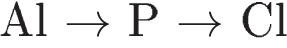 Al → P → Cl